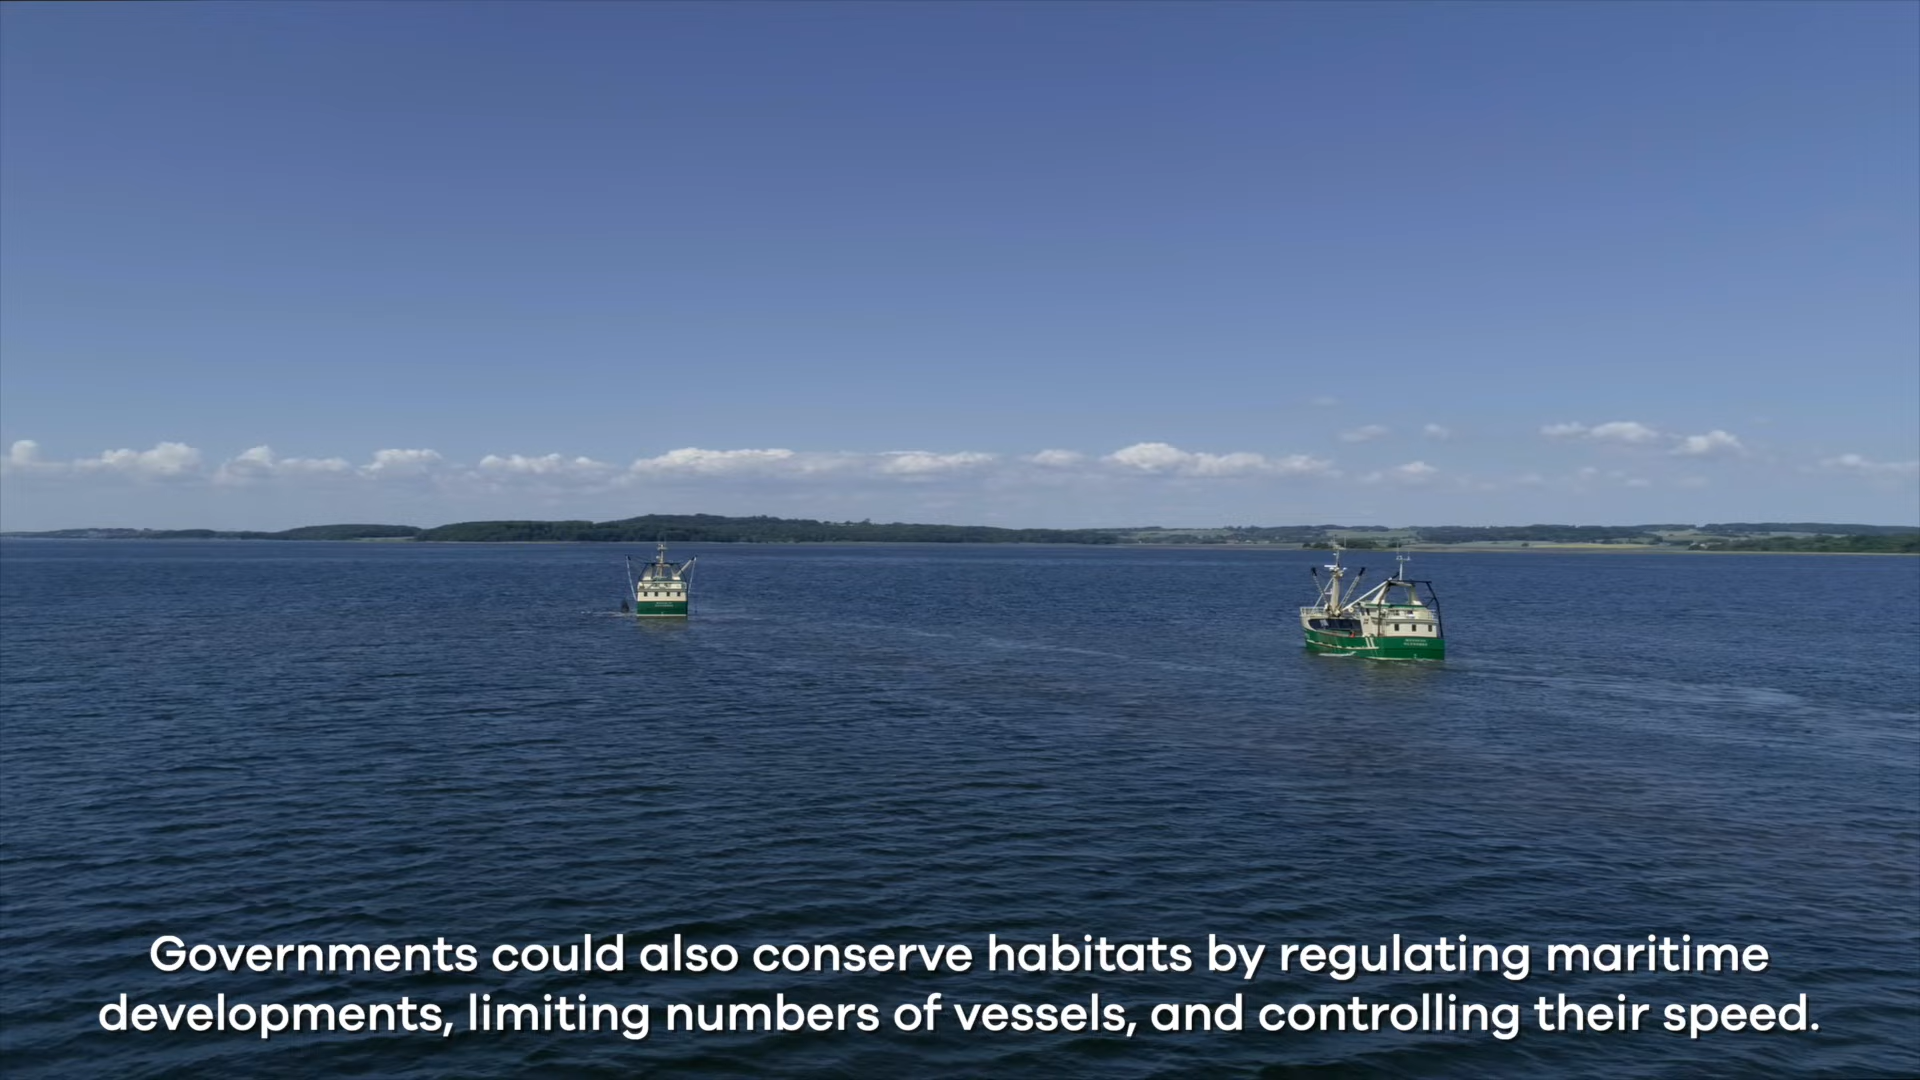 Governments could also conserve habitats by regulating maritime
developments, limiting numbers of vessels, and controlling their speed.